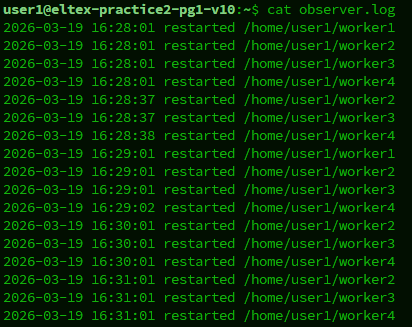 user1@eltex-practice2-pg1-v10:~$ cat observer.log
2026-03-19 16:28:01 restarted /home/user1/worker1
2026-03-19 16:28:01 restarted /home/user1/worker2
2026-03-19 16:28:01 restarted /home/user1/worker3
2026-03-19 16:28:01 restarted /home/user1/worker4
2026-03-19 16:28:37 restarted /home/user1/worker2
2026-03-19 16:28:37 restarted /home/user1/worker3
2026-03-19 16:28:38 restarted /home/user1/worker4
2026-03-19 16:29:01 restarted /home/user1/worker1
2026-03-19 16:29:01 restarted /home/user1/worker2
2026-03-19 16:29:01 restarted /home/user1/worker3
2026-03-19 16:29:02 restarted /home/user1/worker4
2026-03-19 16:30:01 restarted /home/user1/worker2
2026-03-19 16:30:01 restarted /home/user1/worker3
2026-03-19 16:30:01 restarted /home/user1/worker4
2026-03-19 16:31:01 restarted /home/user1/worker2
2026-03-19 16:31:01 restarted /home/user1/worker3
2026-03-19 16:31:01 restarted /home/user1/worker4